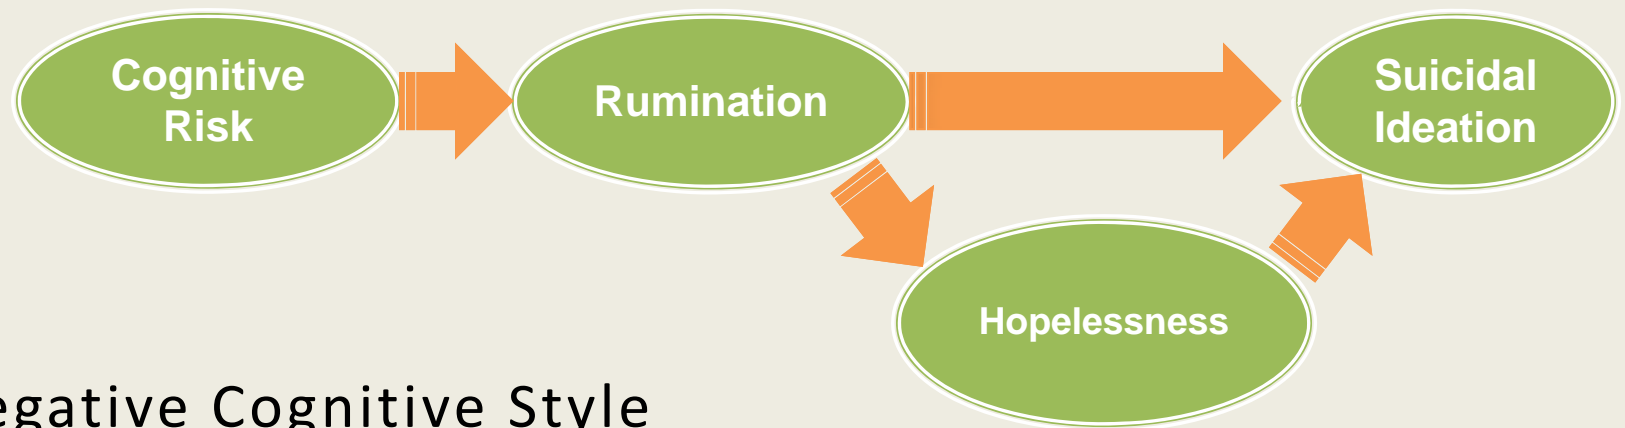 Cognitive
Risk
Rumination
Suicidal
Ideation
Hopelessness
egative Cognitive Style